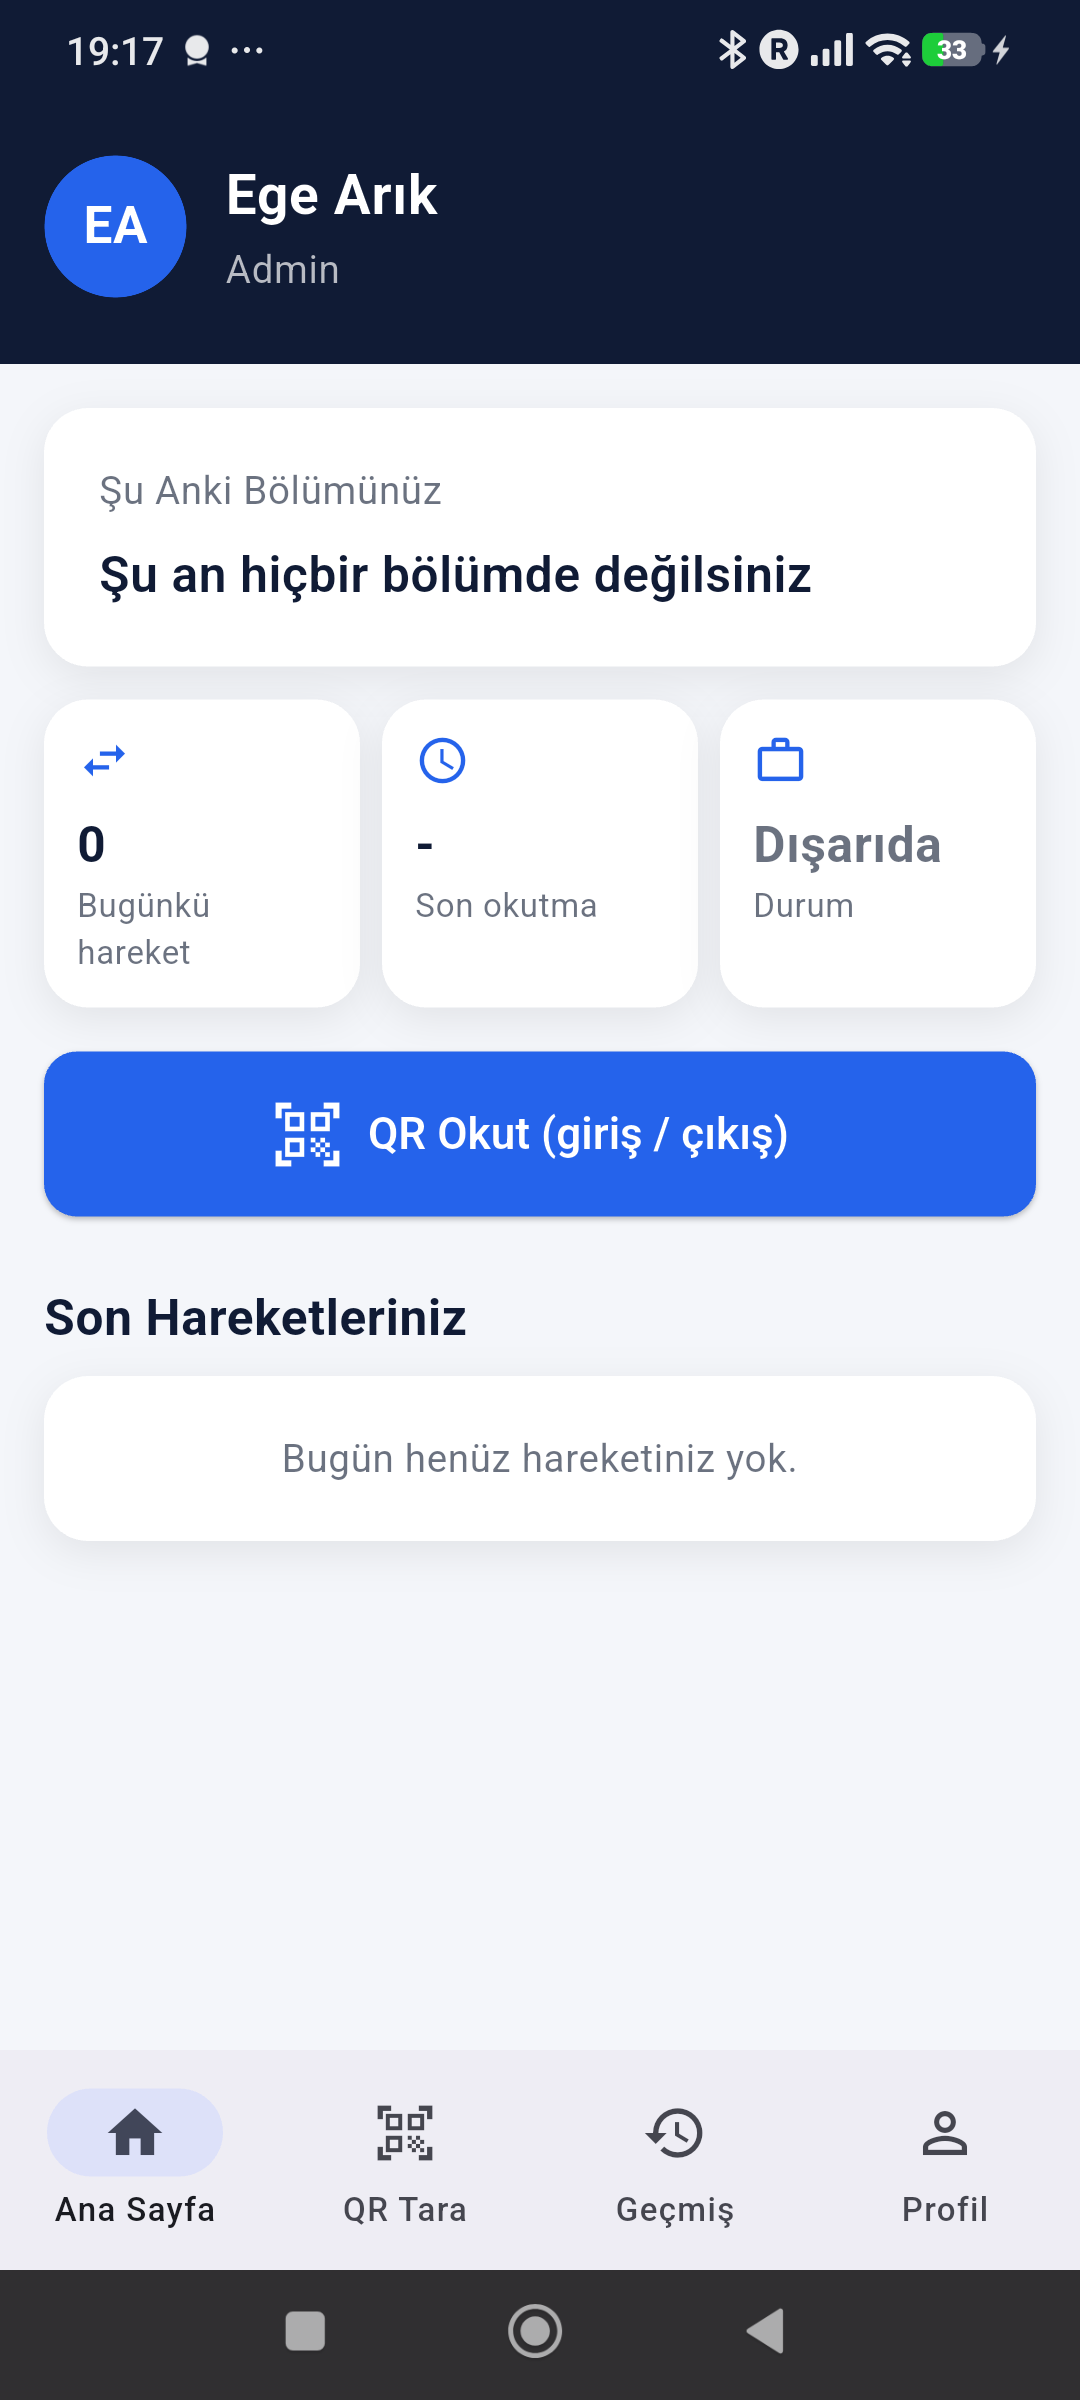 19:17
33
EA
Ege Arık
Admin
Şu Anki Bölümünüz
Şu an hiçbir bölümde değilsiniz
0
Bugünkü
hareket
-
Son okutma
Dışarıda
Durum
QR Okut (giriş / çıkış)
Son Hareketleriniz
Bugün henüz hareketiniz yok.
Ana Sayfa
QR Tara
Geçmiş
Profil